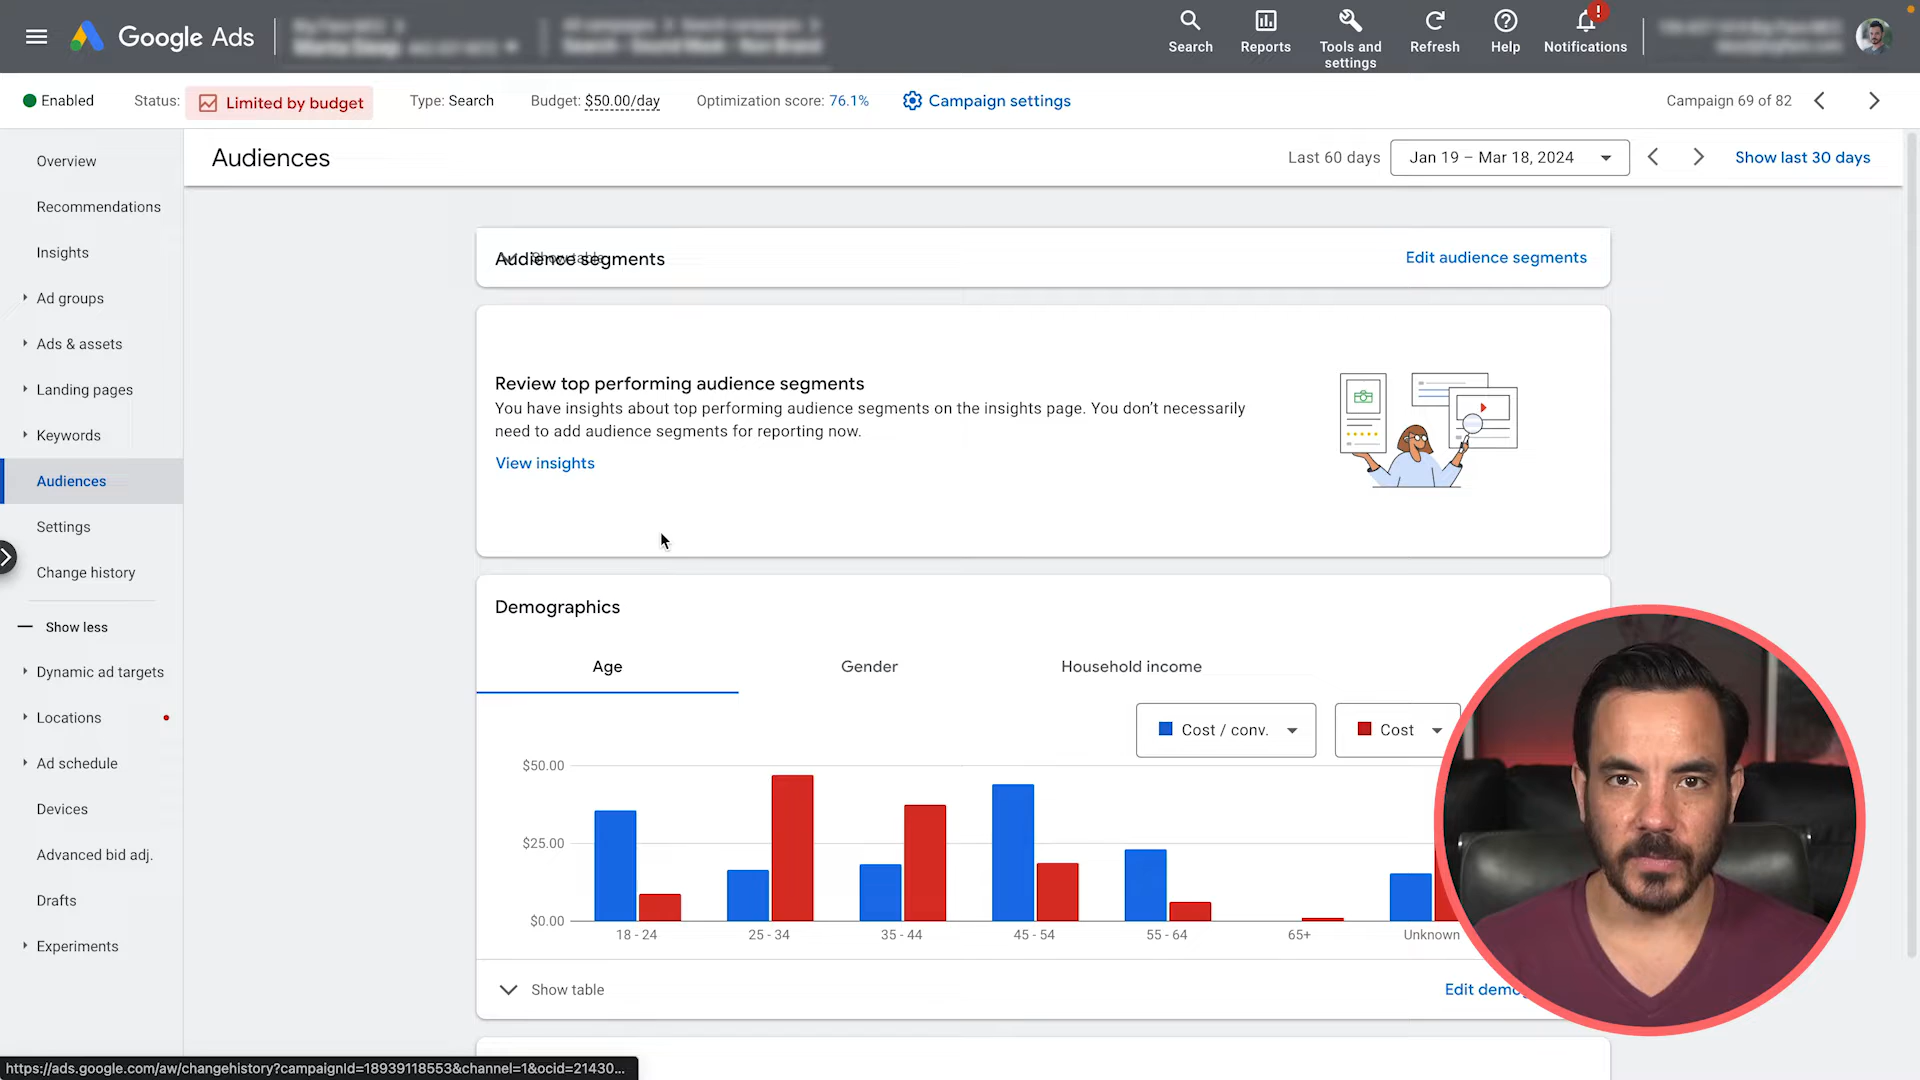 Google Ads
Search
Reports
Tools and
settings
Refresh
Help
!
Notifications
Enabled
Status:
Limited by budget
Type: Search
Budget: $50.00/day
Optimization score: 76.1%
Campaign settings
Campaign 69 of 82
Overview
Recommendations
Insights
Ad groups
Ads & assets
Landing pages
Keywords
Audiences
Settings
Change history
Show less
Dynamic ad targets
Locations
Ad schedule
Devices
Advanced bid adj.
Drafts
Experiments
Audiences
Last 60 days
Jan 19 – Mar 18, 2024
Show last 30 days
Audience segments
Show table
Edit audience segments
Review top performing audience segments
You have insights about top performing audience segments on the insights page. You don’t necessarily
need to add audience segments for reporting now.
View insights
Demographics
Age
Gender
Household income
Cost / conv.
Cost
$50.00
$25.00
$0.00
18 - 24
25 - 34
35 - 44
45 - 54
55 - 64
65+
Unknown
Show table
Edit demog
https://ads.google.com/aw/changehistory?campaignId=18939118553&channel=1&ocid=21430...